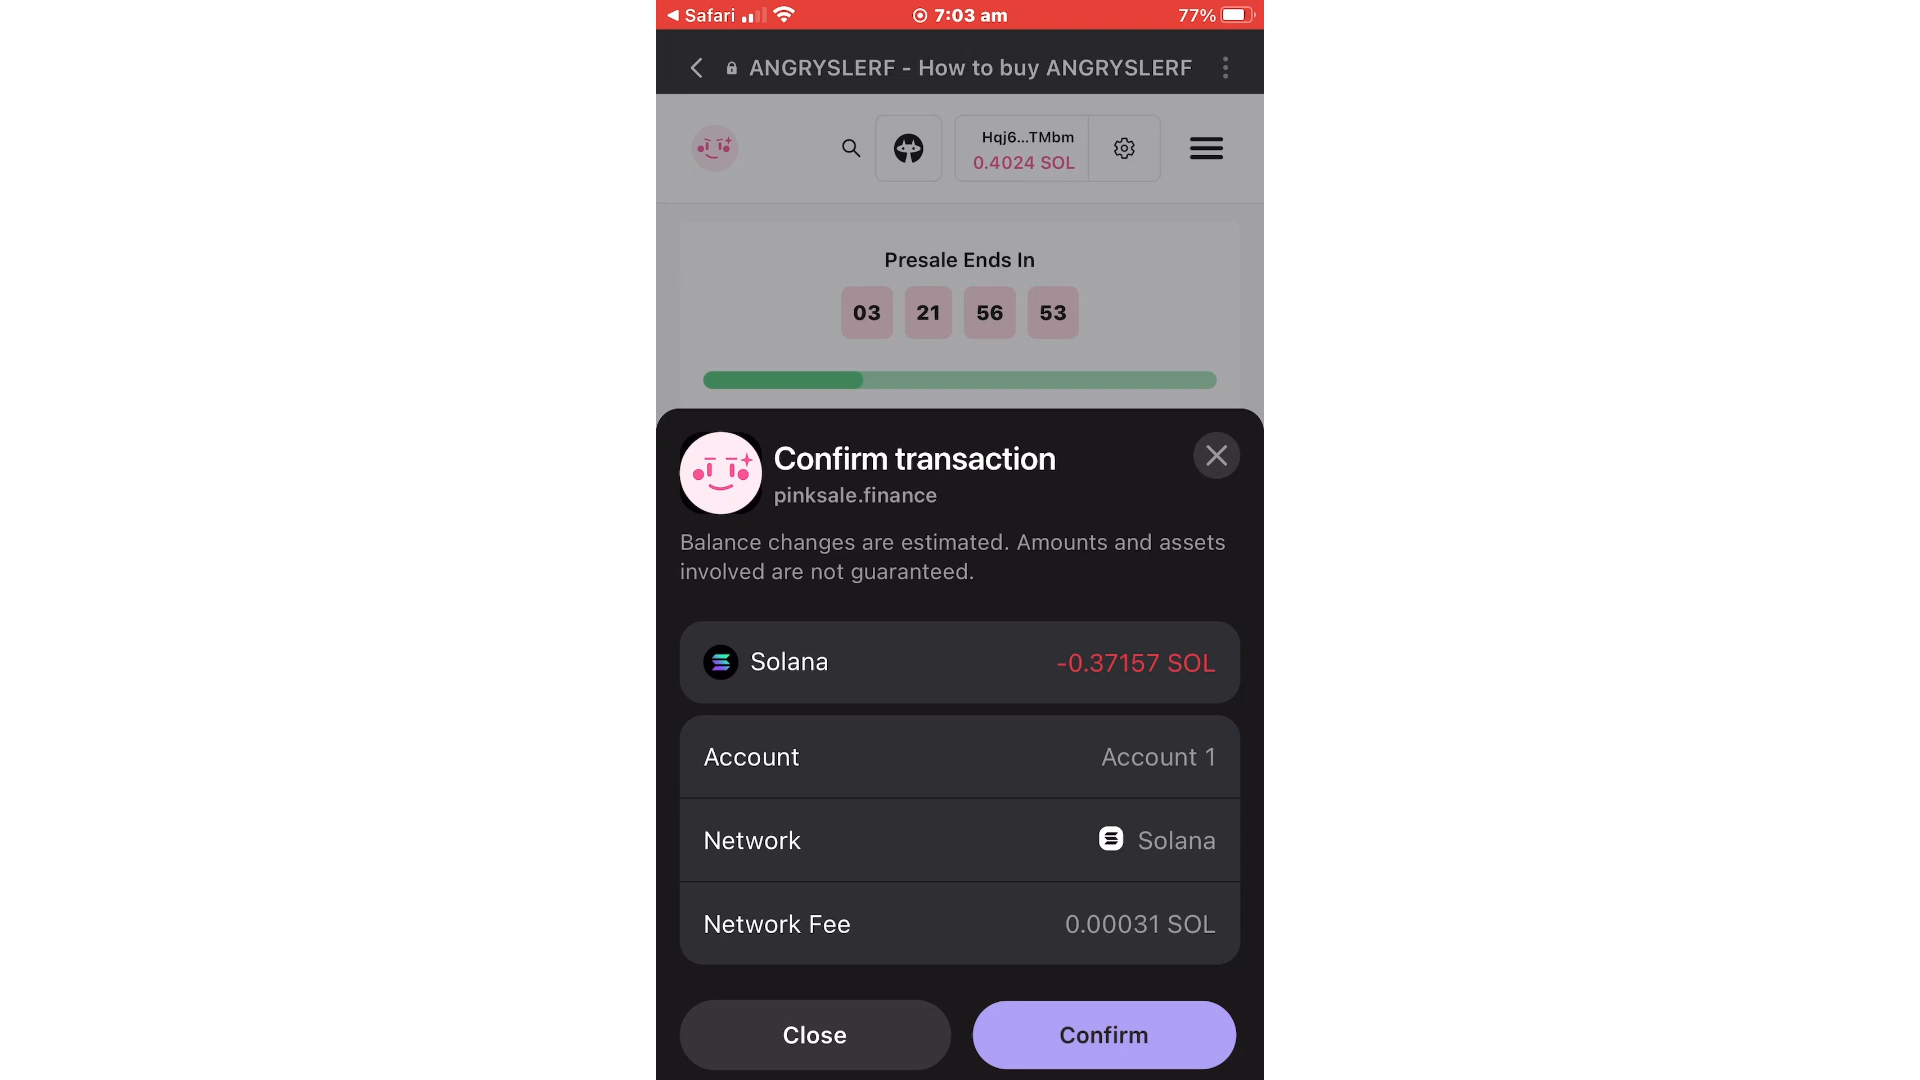 Safari
7:03 am
77%
ANGRYSLERF - How to buy ANGRYSLERF
Hqj6...TMbm
0.4024 SOL
Presale Ends In
03 21 56 53
Confirm transaction
pinksale.finance
Balance changes are estimated. Amounts and assets
involved are not guaranteed.
Solana -0.37157 SOL
Account Account 1
Network Solana
Network Fee 0.00031 SOL
Close Confirm